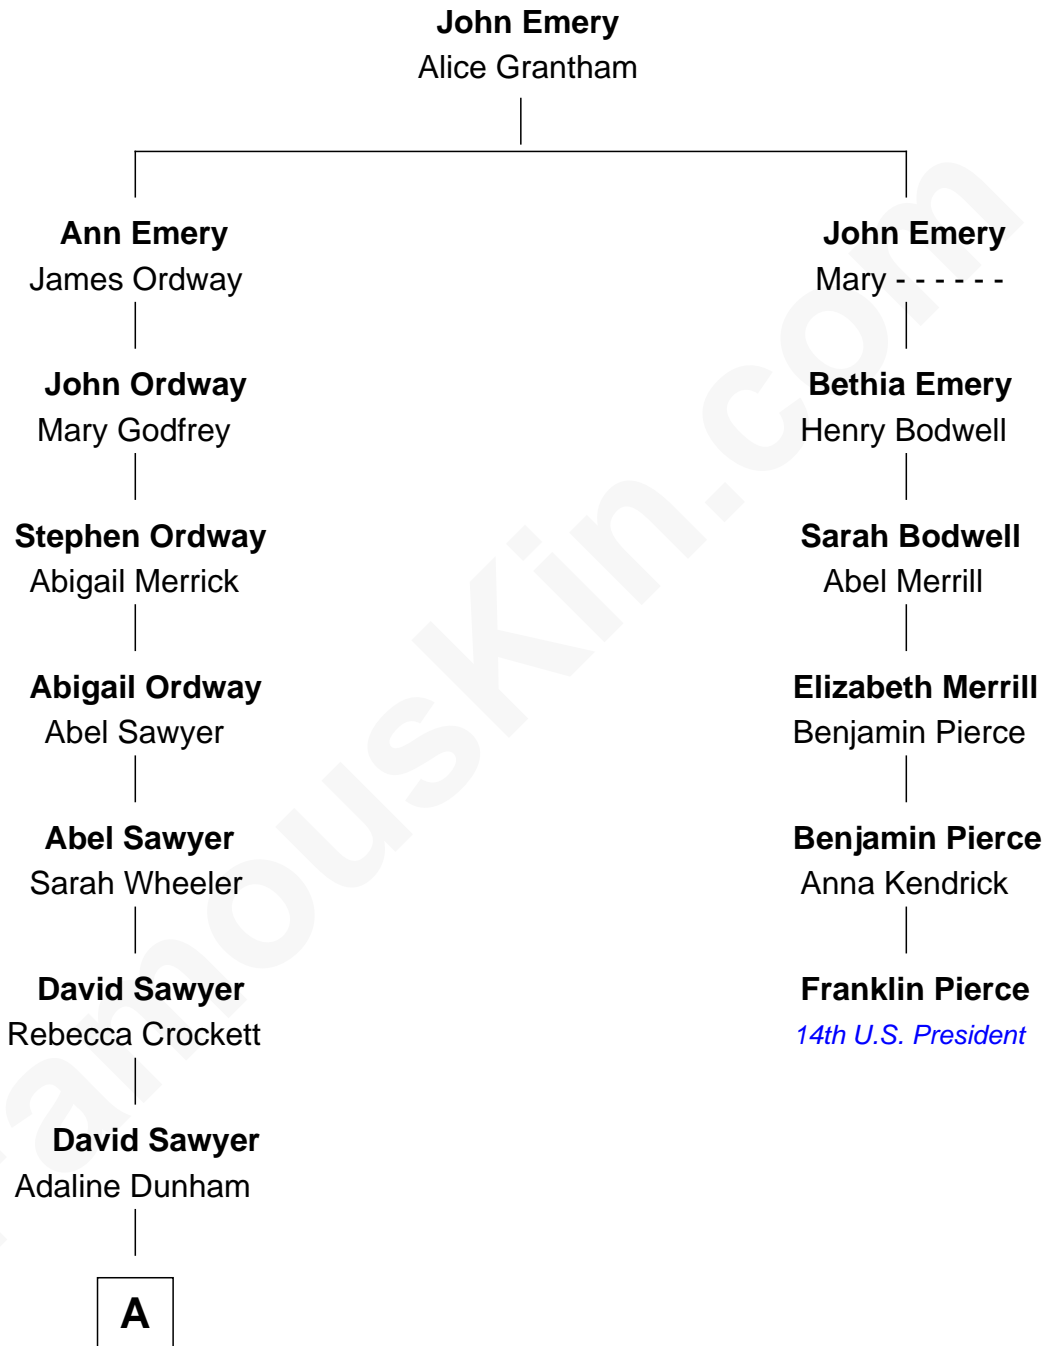 John Emery
Alice Grantham
Ann Emery
James Ordway
John Ordway
Mary Godfrey
Stephen Ordway
Abigail Merrick
Abigail Ordway
Abel Sawyer
Abel Sawyer
Sarah Wheeler
David Sawyer
Rebecca Crockett
David Sawyer
Adaline Dunham
A
John Emery
Mary - - - - - -
Bethia Emery
Henry Bodwell
Sarah Bodwell
Abel Merrill
Elizabeth Merrill
Benjamin Pierce
Benjamin Pierce
Anna Kendrick
Franklin Pierce
14th U.S. President
FamousKin.com